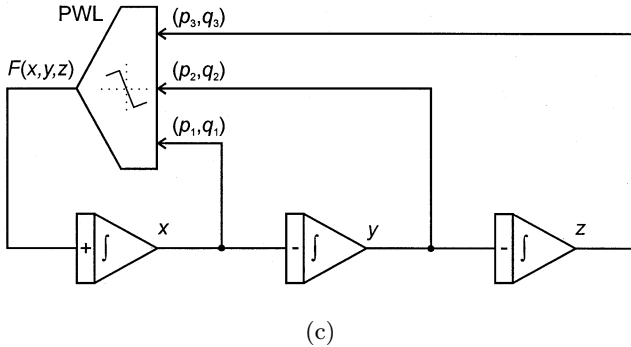 PWL
(p₃,q₃)
F(x,y,z)
(p₂,q₂)
(p₁,q₁)
+ ∫ x
- ∫ y
- ∫ z
(c)